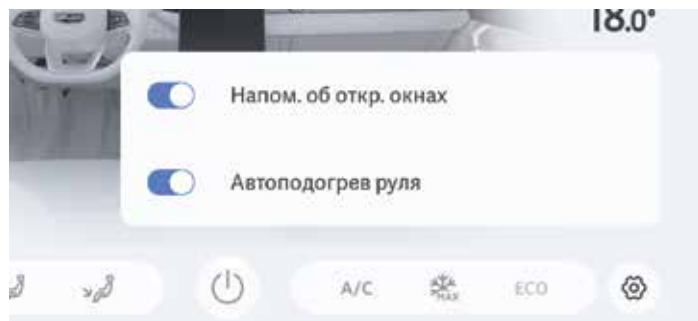 18.0°
Напом. об откр. окнах
Автоподогрев руля
A/C
MAX
ECO